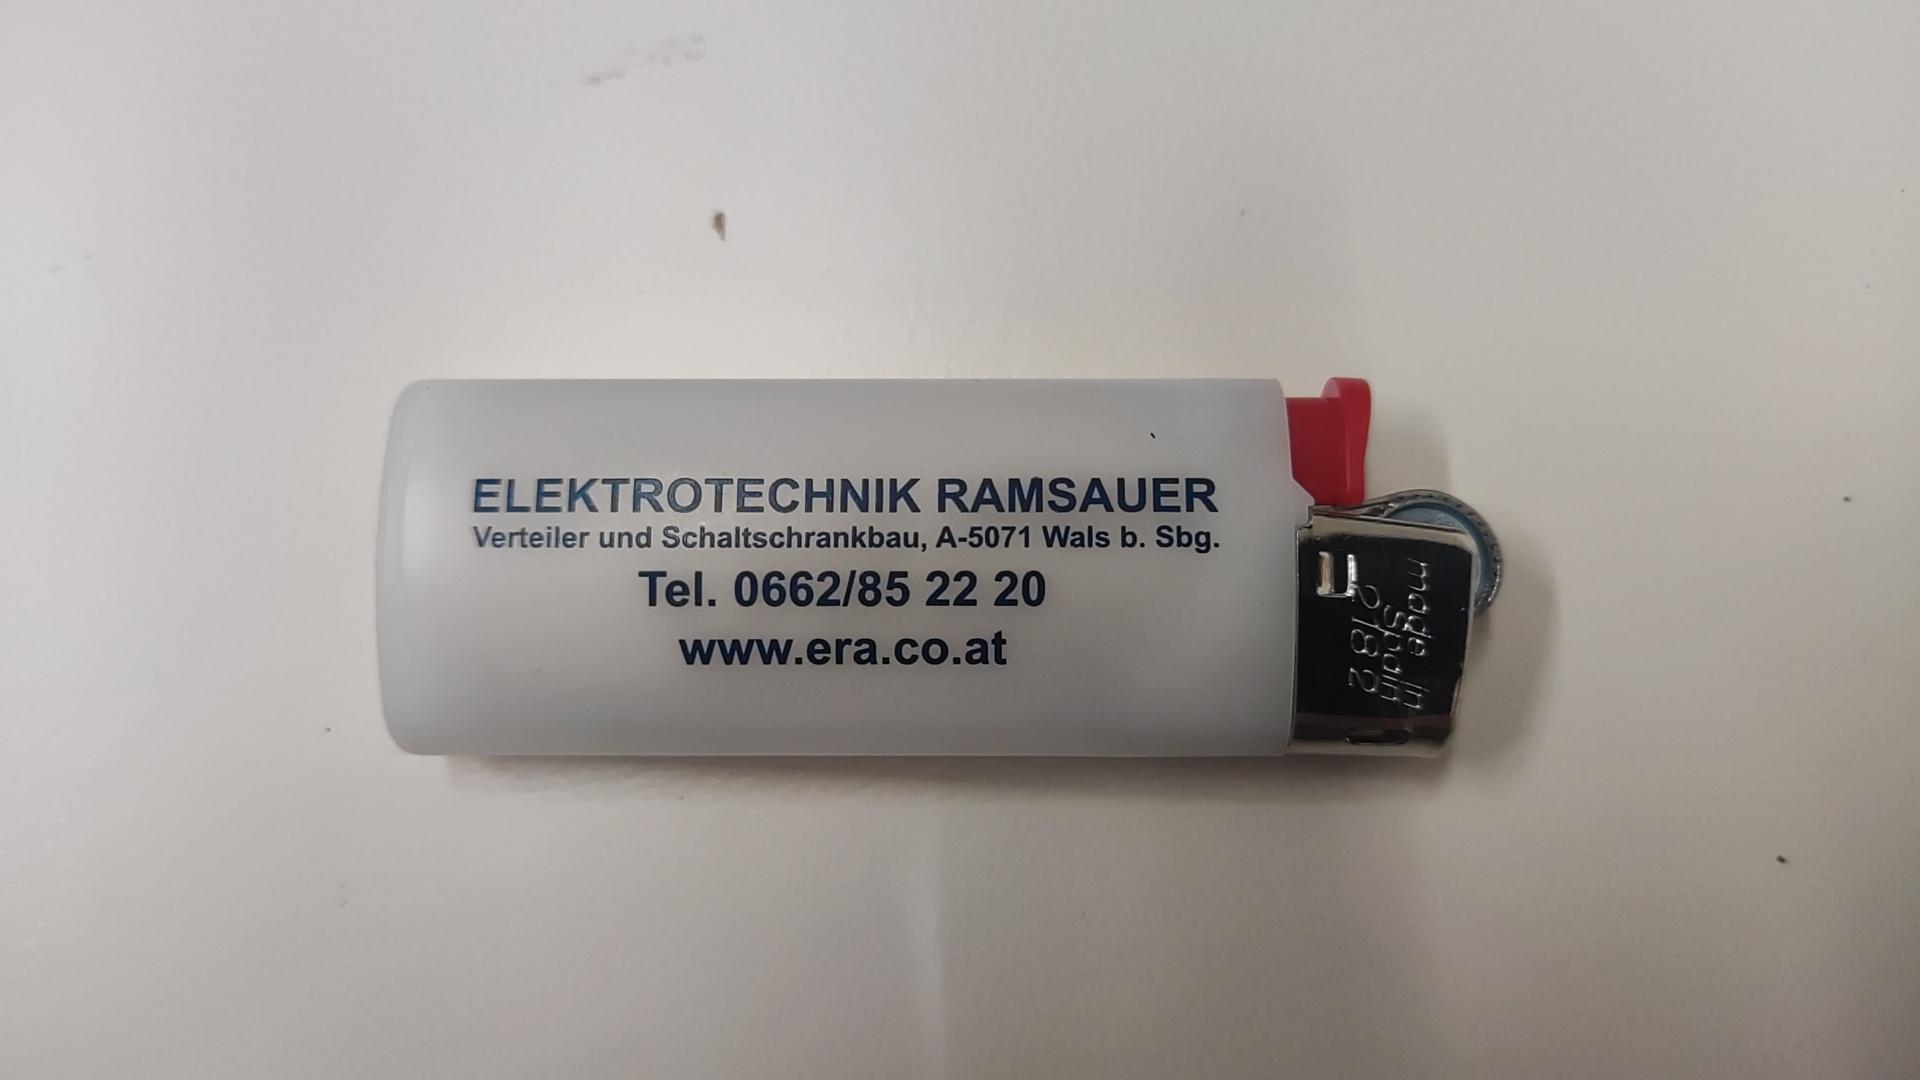 ELEKTROTECHNIK RAMSAUER
Verteiler und Schaltschrankbau, A-5071 Wals b. Sbg.
Tel. 0662/85 22 20
www.era.co.at
made in
Spain
2182